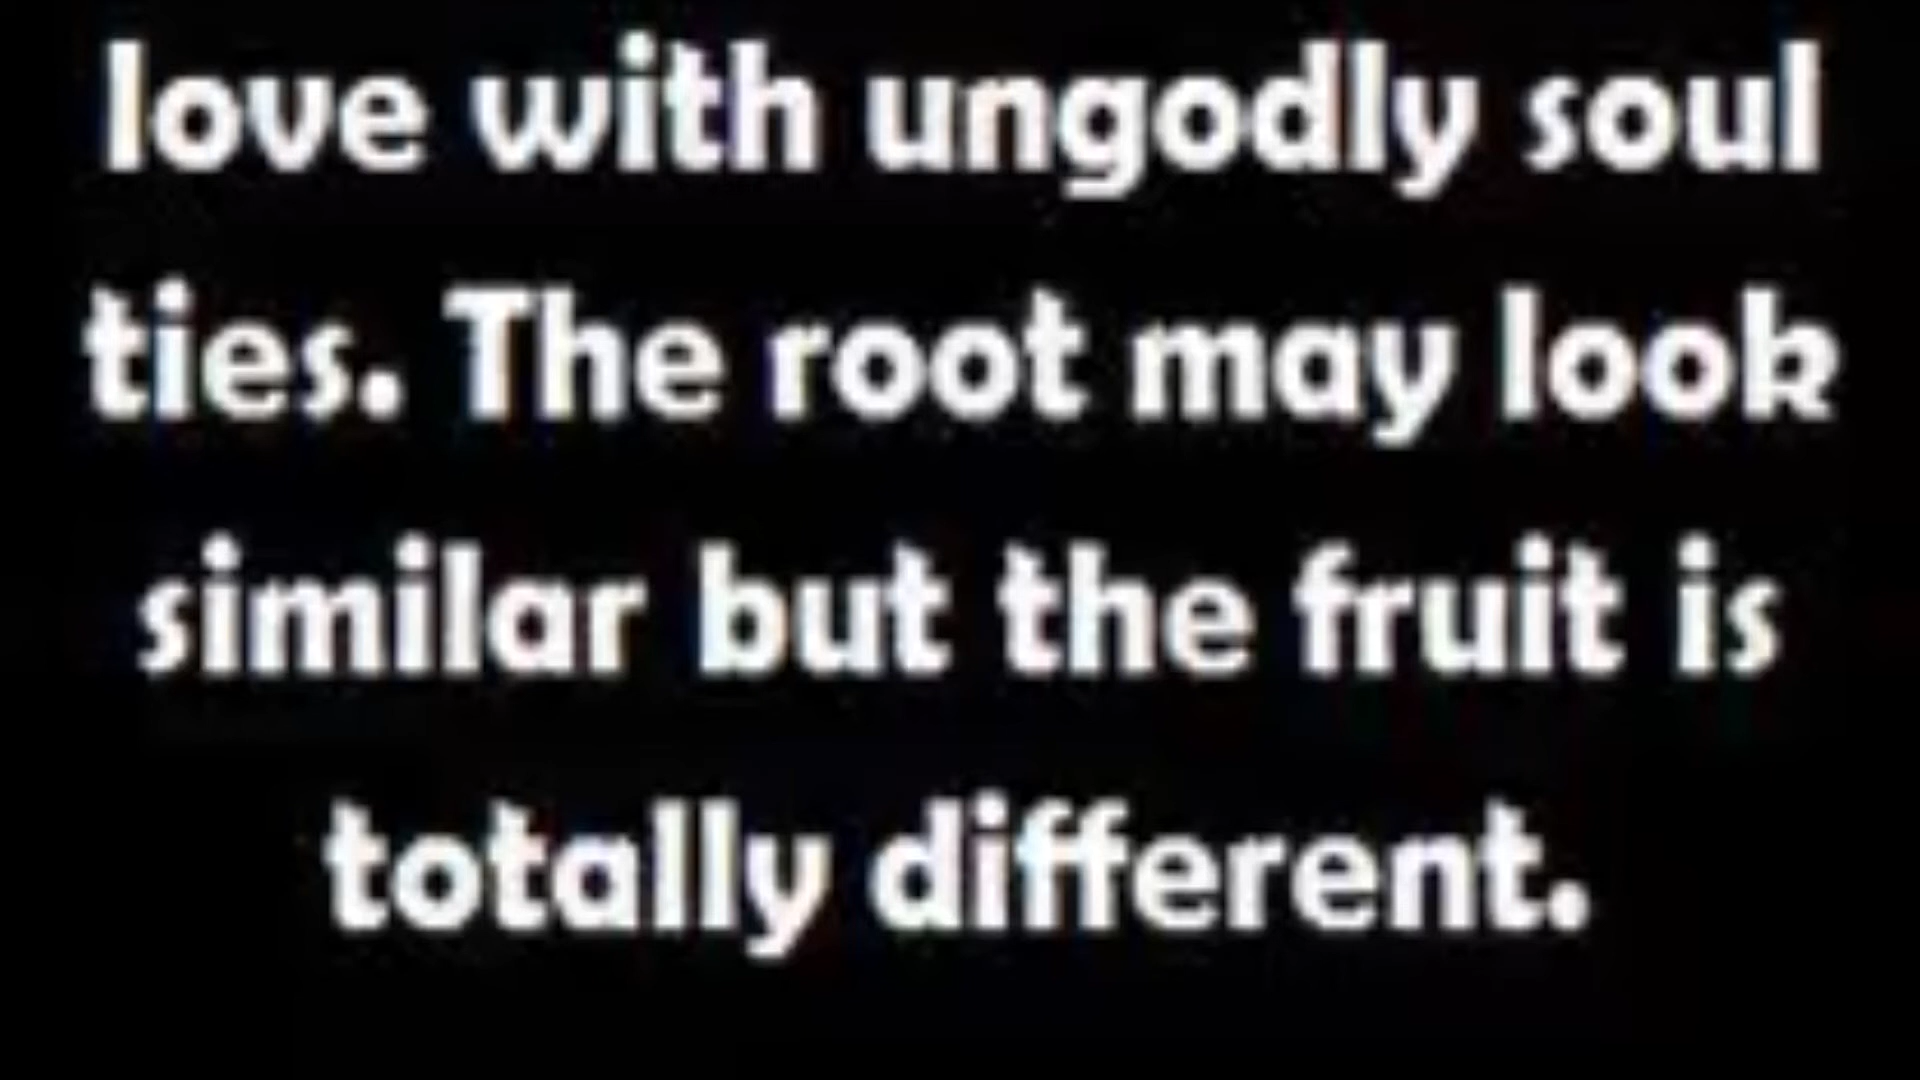 love with ungodly soul
ties. The root may look
similar but the fruit is
totally different.